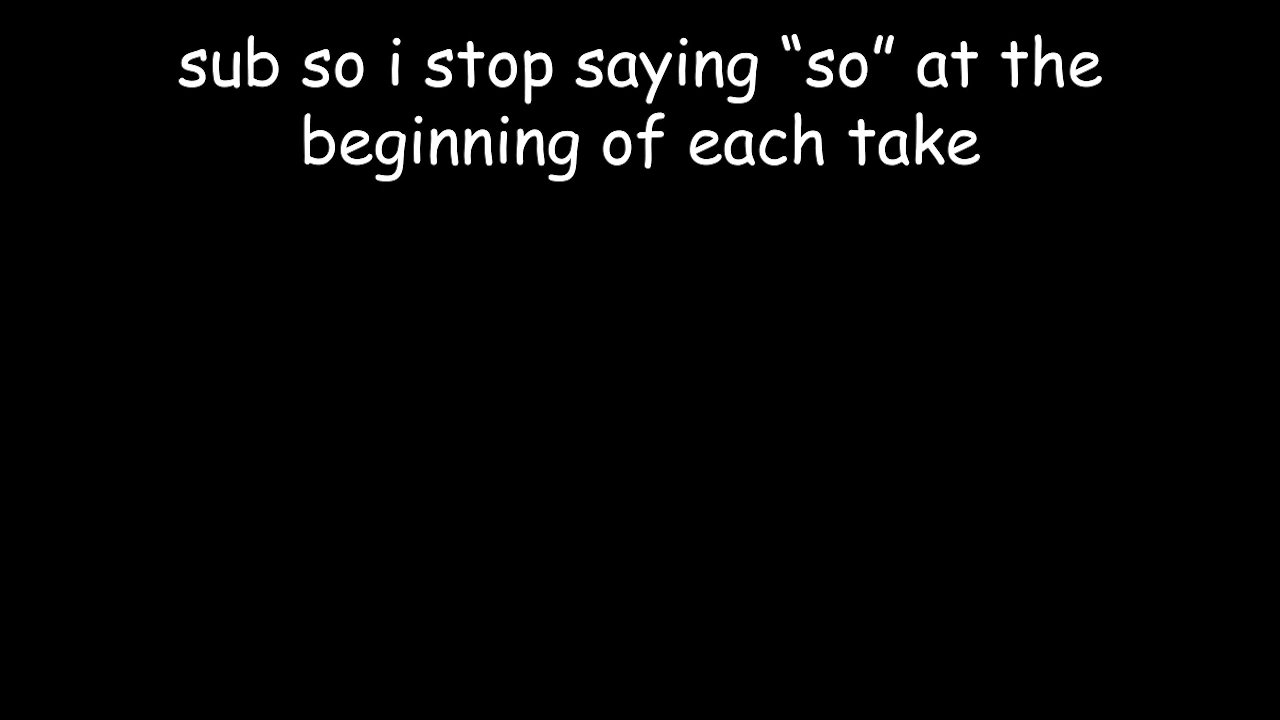 sub so i stop saying “so” at the
beginning of each take